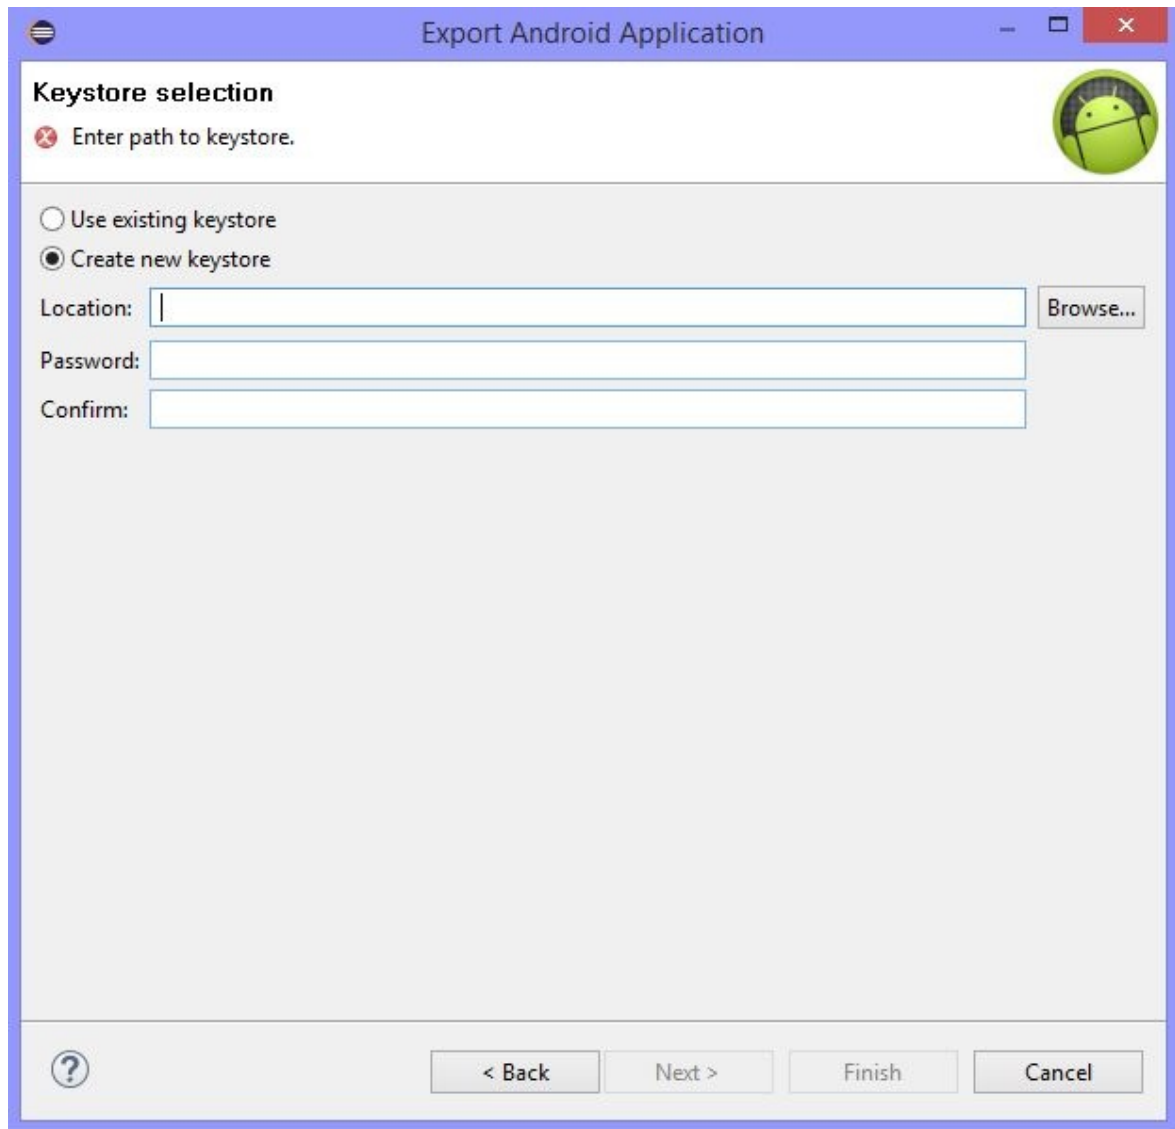 Export Android Application
Keystore selection
Enter path to keystore.
Use existing keystore
Create new keystore
Location:
Browse...
Password:
Confirm:
< Back
Next >
Finish
Cancel